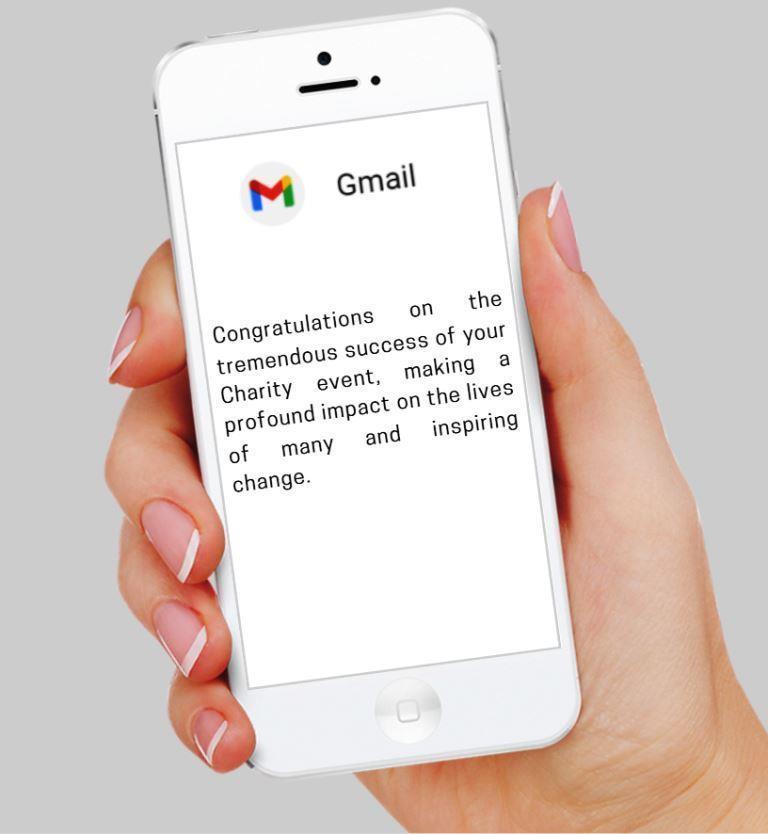 Gmail
Congratulations on the
tremendous success of your
Charity event, making a
profound impact on the lives
of many and inspiring
change.